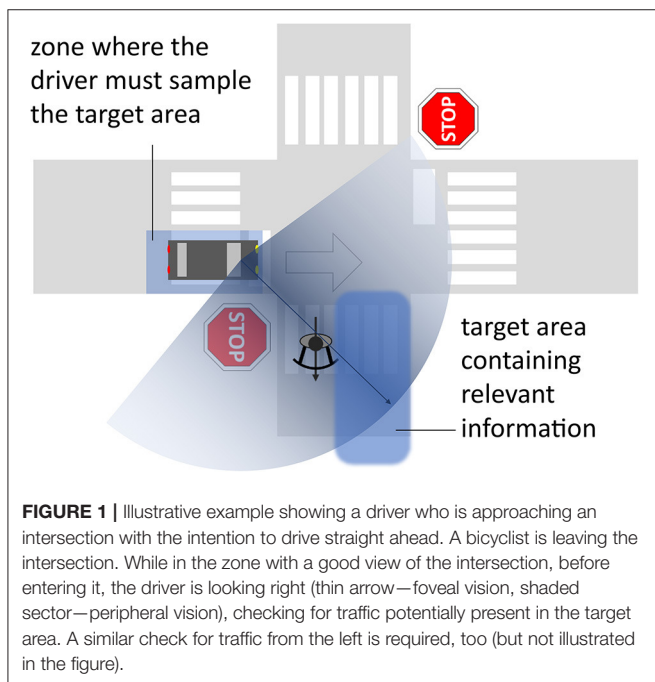 zone where the
driver must sample
the target area
STOP
STOP
target area
containing
relevant
information
FIGURE 1 | Illustrative example showing a driver who is approaching an
intersection with the intention to drive straight ahead. A bicyclist is leaving the
intersection. While in the zone with a good view of the intersection, before
entering it, the driver is looking right (thin arrow—foveal vision, shaded
sector—peripheral vision), checking for traffic potentially present in the target
area. A similar check for traffic from the left is required, too (but not illustrated
in the figure).